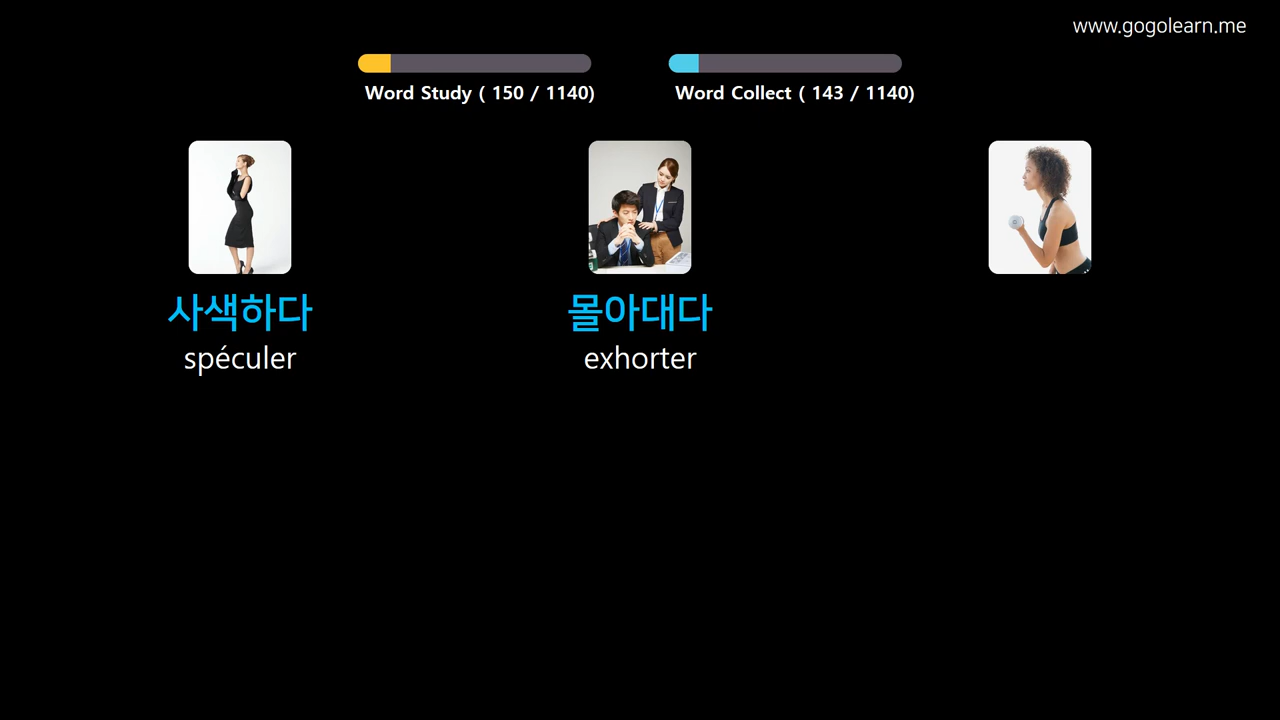 www.gogolearn.me
Word Study ( 150 / 1140)
Word Collect ( 143 / 1140)
사색하다
spéculer
몰아대다
exhorter